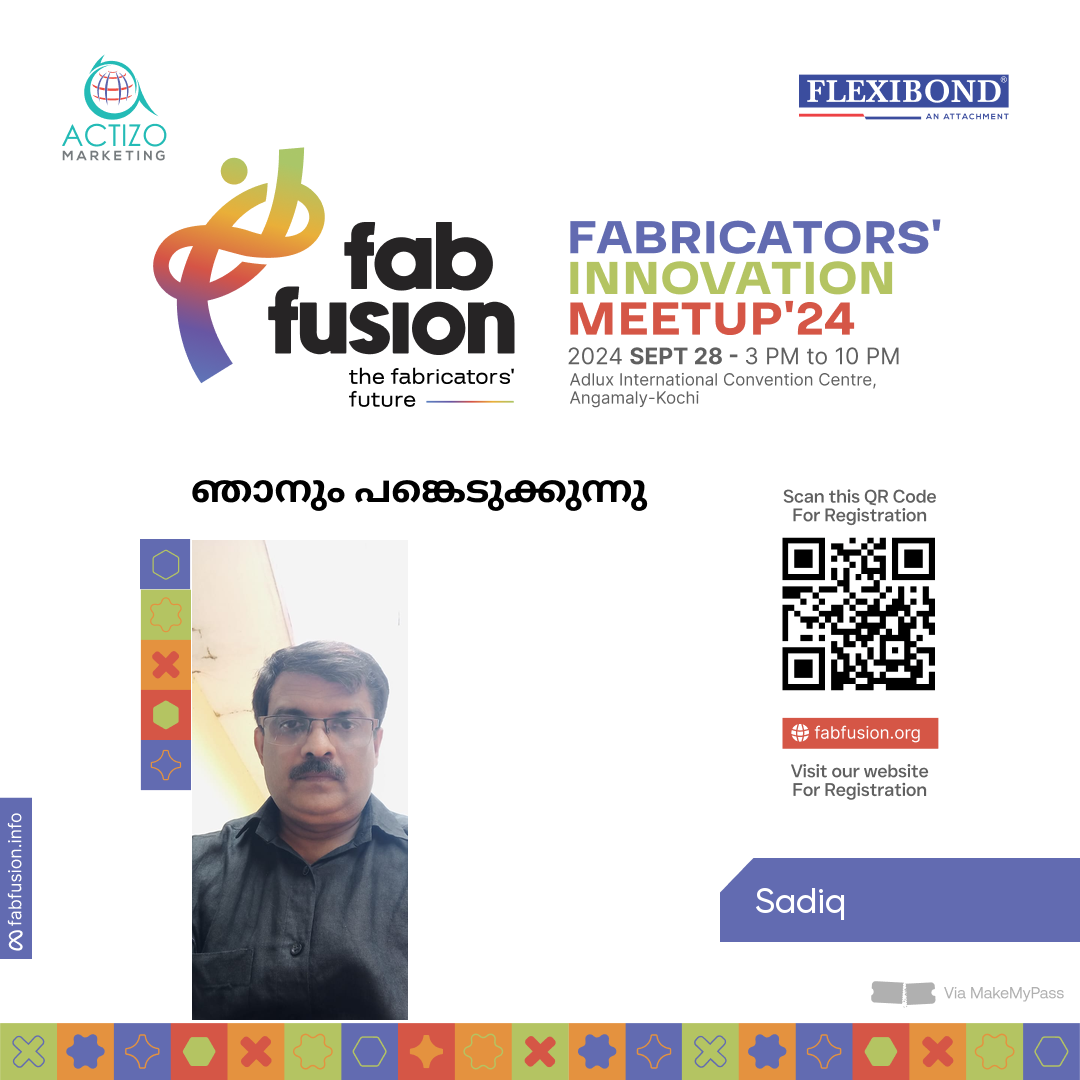 ACTIZO
MARKETING
FLEXIBOND®
AN ATTACHMENT
fab
fusion
the fabricators'
future
FABRICATORS'
INNOVATION
MEETUP'24
2024 SEPT 28 - 3 PM to 10 PM
Adlux International Convention Centre,
Angamaly-Kochi
ഞാനും പങ്കെടുക്കുന്നു
Scan this QR Code
For Registration
fabfusion.org
Visit our website
For Registration
fabfusion.info
Sadiq
Via MakeMyPass